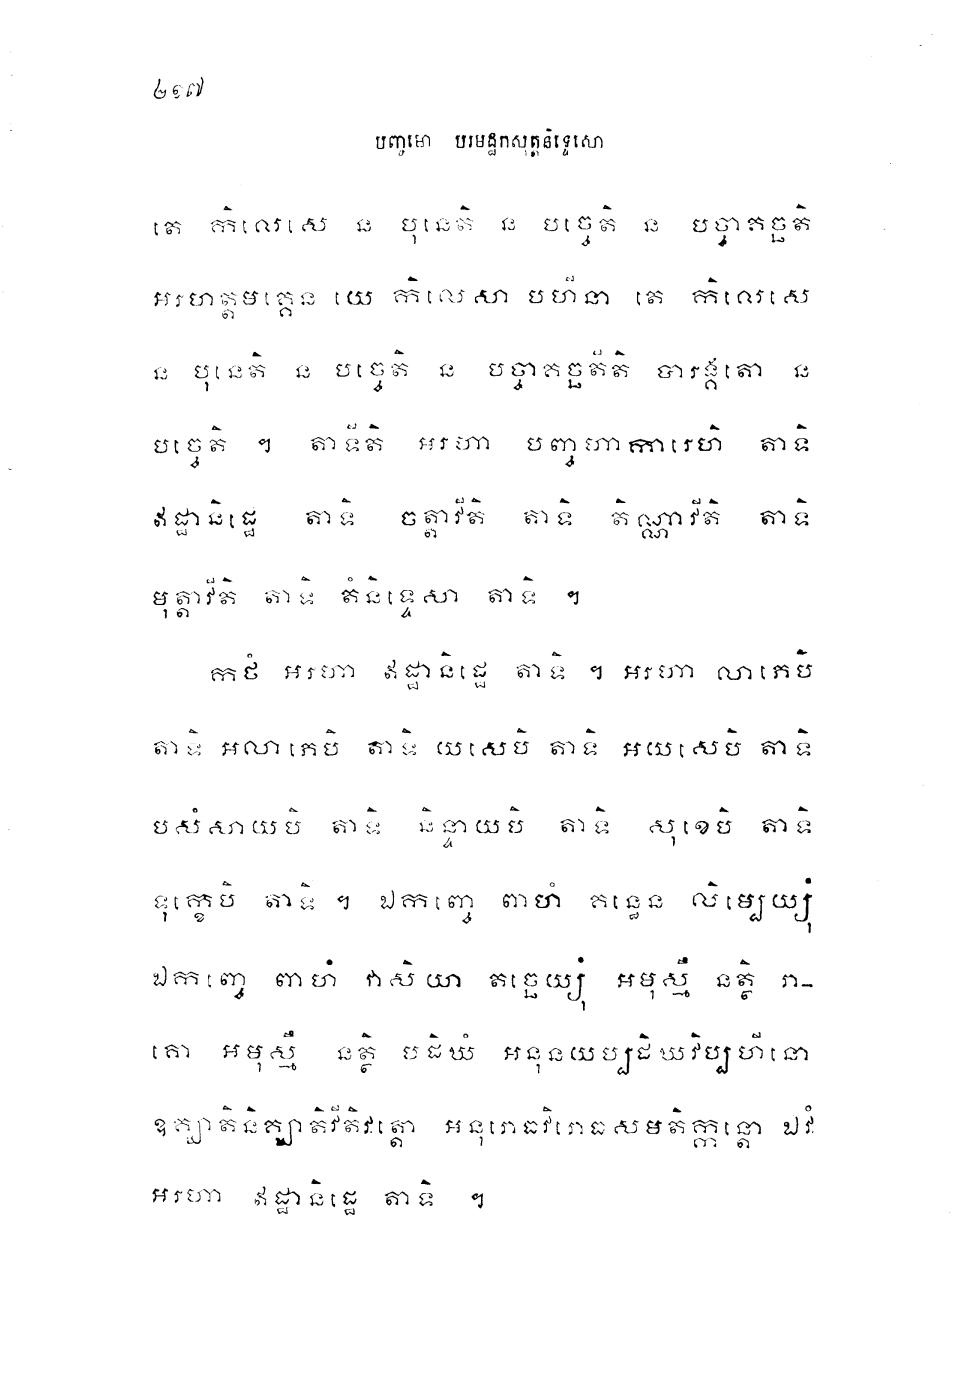 ២១៧
បញ្ចមោ បរមដ្ឋកសុត្តនិទ្ទេសោ
តេ កិលេសេ ន បុនេតិ ន បច្ចេតិ ន បច្ចាគច្ឆតិ
អរហត្តមគ្គេន យេ កិលេសា បហីនា តេ កិលេសេ
ន បុនេតិ ន បច្ចេតិ ន បច្ចាគច្ឆតីតិ បារង្គតោ ន
បច្ចេតិ ។ តាទីតិ អរហា បញ្ចហាការេហិ តាទិ
ឥដ្ឋានិដ្ឋេ តាទិ ចត្តាវីតិ តាទិ តិណ្ណាវីតិ តាទិ
មុត្តាវីតិ តាទិ តំនិទ្ទេសា តាទិ ។
កថំ អរហា ឥដ្ឋានិដ្ឋេ តាទិ ។ អរហា លាភេបិ
តាទិ អលាភេបិ តាទិ យសេបិ តាទិ អយសេបិ តាទិ
បសំសាយបិ តាទិ និន្ទាយបិ តាទិ សុខេបិ តាទិ
ទុក្ខេបិ តាទិ ។ ឯកញ្ចេ ពាហំ គន្ធេន លិម្បេយ្យុំ
ឯកញ្ចេ ពាហំ វាសិយា តច្ឆេយ្យុំ អមុស្មឹ នត្ថិ រា-
គោ អមុស្មឹ នត្ថិ បដិឃំ អនុនយប្បដិឃវិប្បហីនោ
ឧគ្ឃាតិនិគ្ឃាតិវីតិវត្តោ អនុរោធវិរោធសមតិក្កន្តោ ឯវំ
អរហា ឥដ្ឋានិដ្ឋេ តាទិ ។